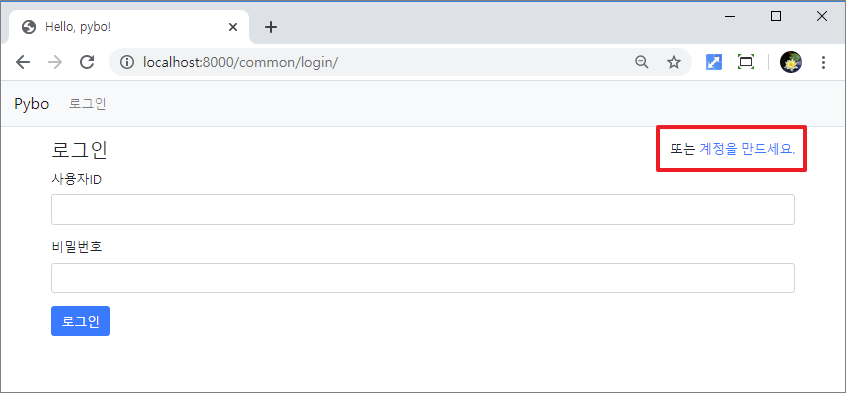 Hello, pybo!
localhost:8000/common/login/
Pybo 로그인
로그인
또는 계정을 만드세요.
사용자ID
비밀번호
로그인